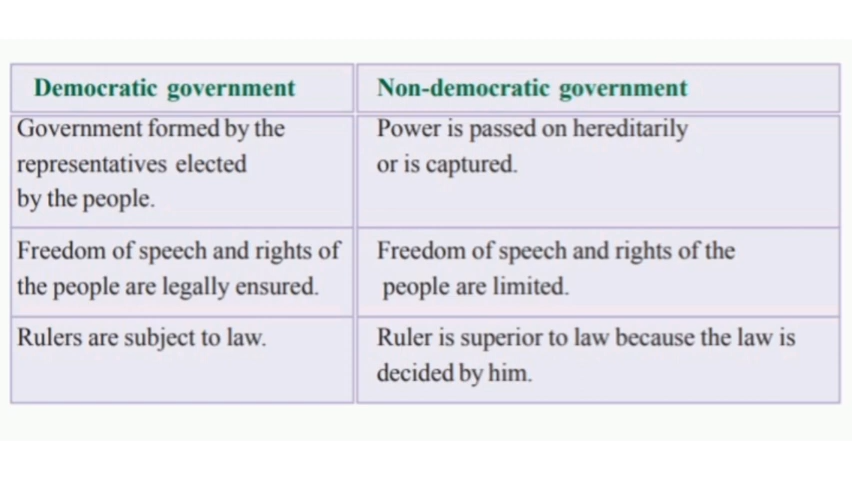 Democratic government
Non-democratic government
Government formed by the
representatives elected
by the people.
Power is passed on hereditarily
or is captured.
Freedom of speech and rights of
the people are legally ensured.
Freedom of speech and rights of the
people are limited.
Rulers are subject to law.
Ruler is superior to law because the law is
decided by him.